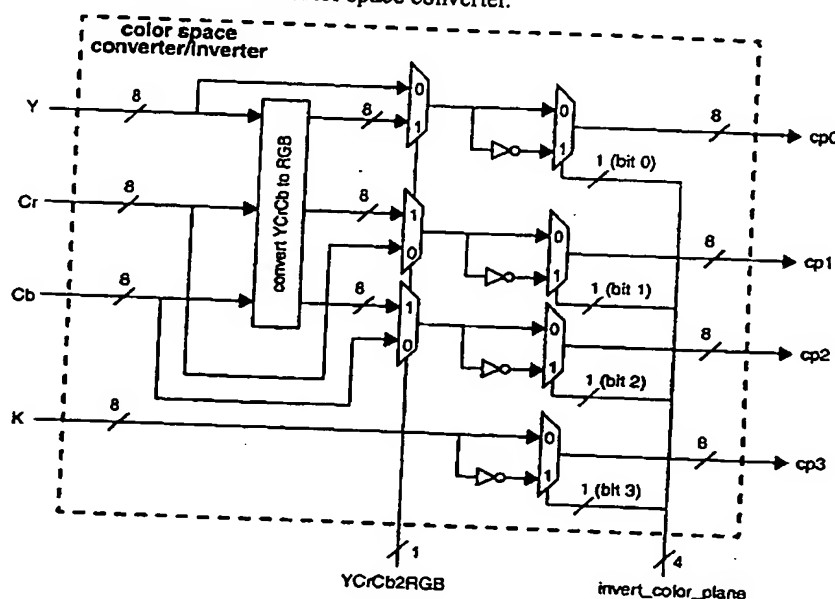 space converter.
color space
converter/inverter
Y
8
Cr
8
Cb
8
K
8
convert YCrCb to RGB
8
8
8
0
1
1
0
1
0
0
1
1 (bit 0)
8
cp0
0
1
1 (bit 1)
8
cp1
0
1
1 (bit 2)
8
cp2
0
1
1 (bit 3)
8
cp3
1
YCrCb2RGB
4
invert_color_plane